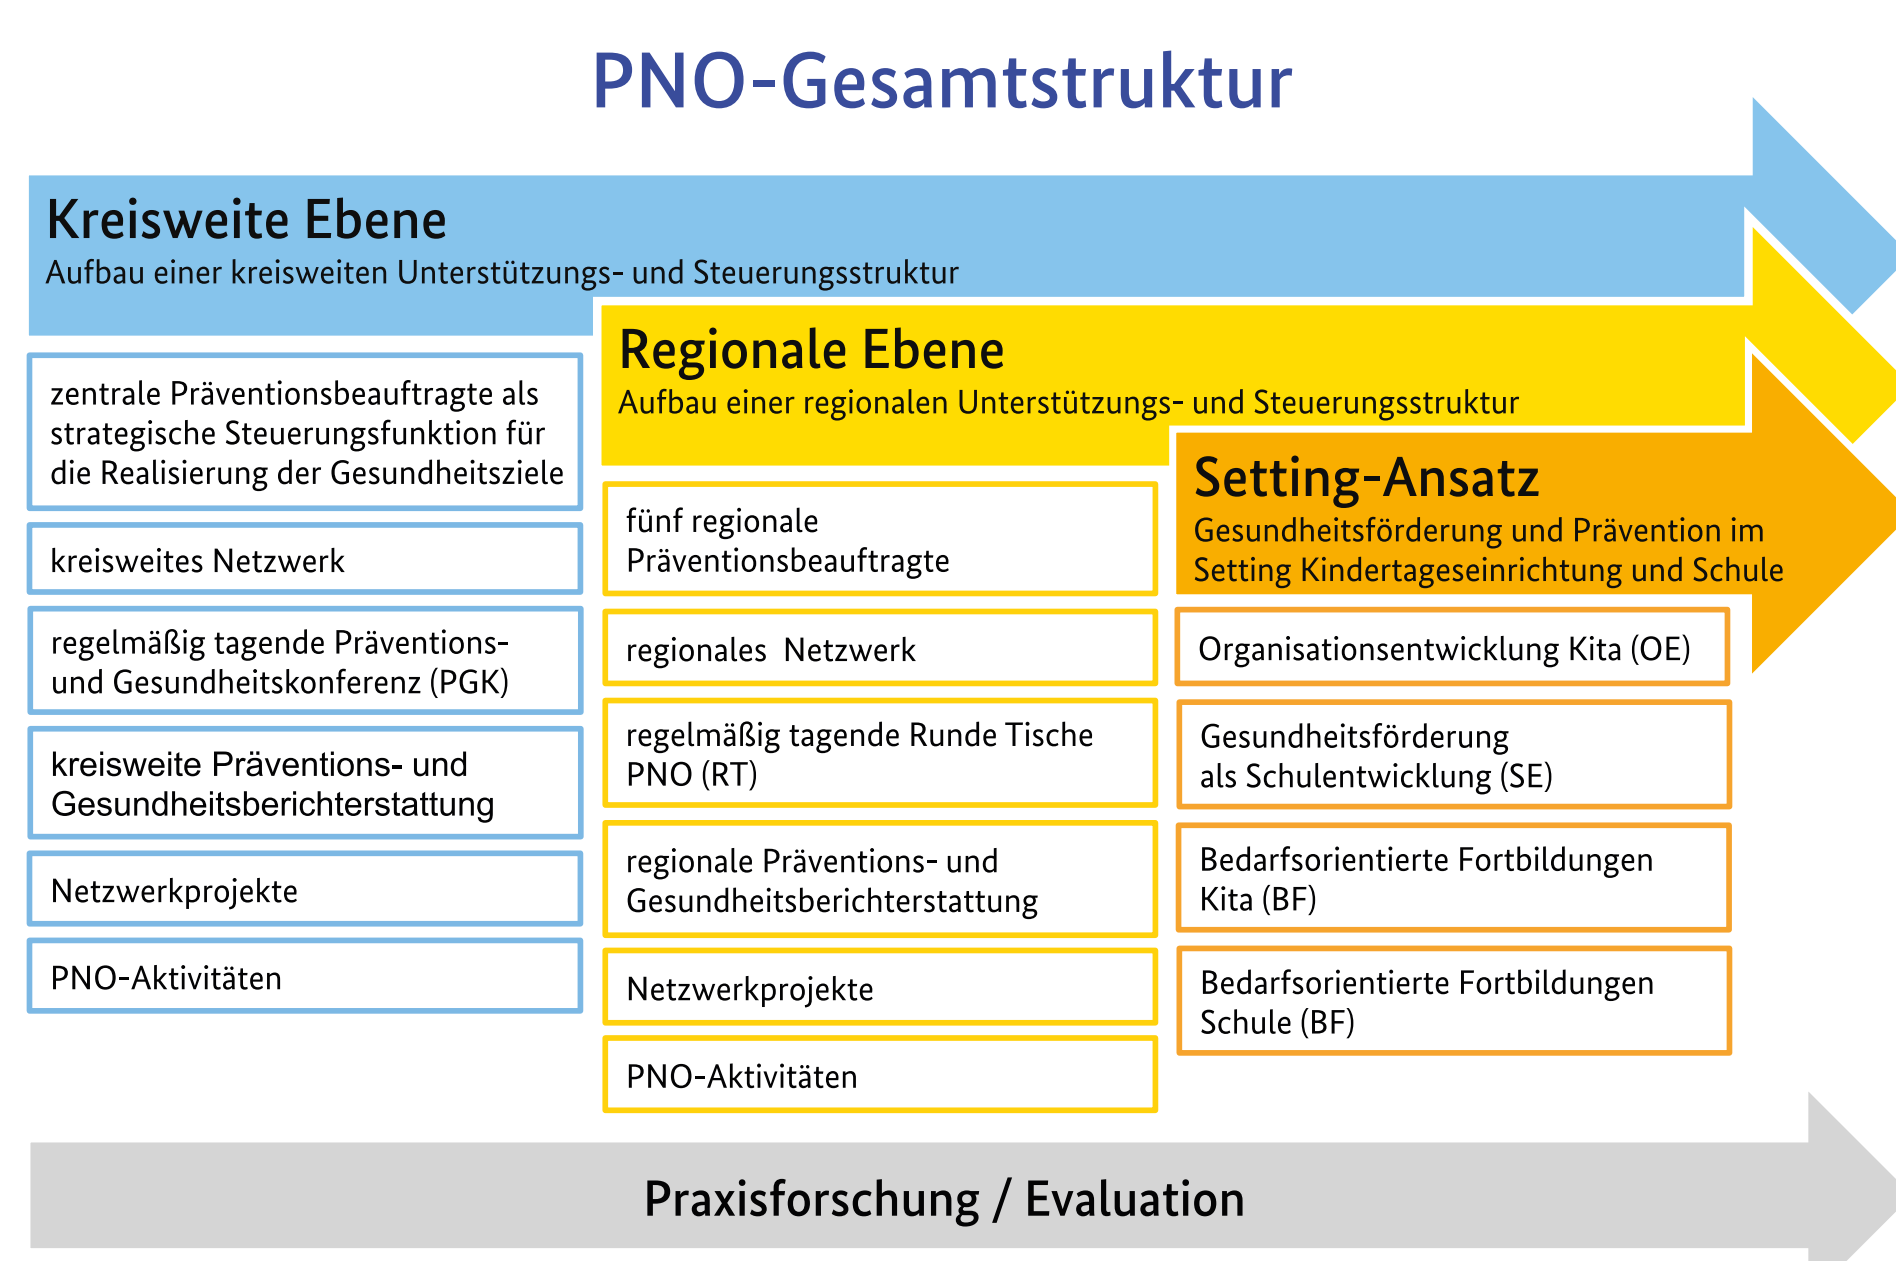 PNO-Gesamtstruktur
Kreisweite Ebene
Aufbau einer kreisweiten Unterstützungs- und Steuerungsstruktur
zentrale Präventionsbeauftragte als
strategische Steuerungsfunktion für
die Realisierung der Gesundheitsziele
kreisweites Netzwerk
regelmäßig tagende Präventions-
und Gesundheitskonferenz (PGK)
kreisweite Präventions- und
Gesundheitsberichterstattung
Netzwerkprojekte
PNO-Aktivitäten
Regionale Ebene
Aufbau einer regionalen Unterstützungs- und Steuerungsstruktur
fünf regionale
Präventionsbeauftragte
regionales  Netzwerk
regelmäßig tagende Runde Tische
PNO (RT)
regionale Präventions- und
Gesundheitsberichterstattung
Netzwerkprojekte
PNO-Aktivitäten
Setting-Ansatz
Gesundheitsförderung und Prävention im
Setting Kindertageseinrichtung und Schule
Organisationsentwicklung Kita (OE)
Gesundheitsförderung
als Schulentwicklung (SE)
Bedarfsorientierte Fortbildungen
Kita (BF)
Bedarfsorientierte Fortbildungen
Schule (BF)
Praxisforschung / Evaluation